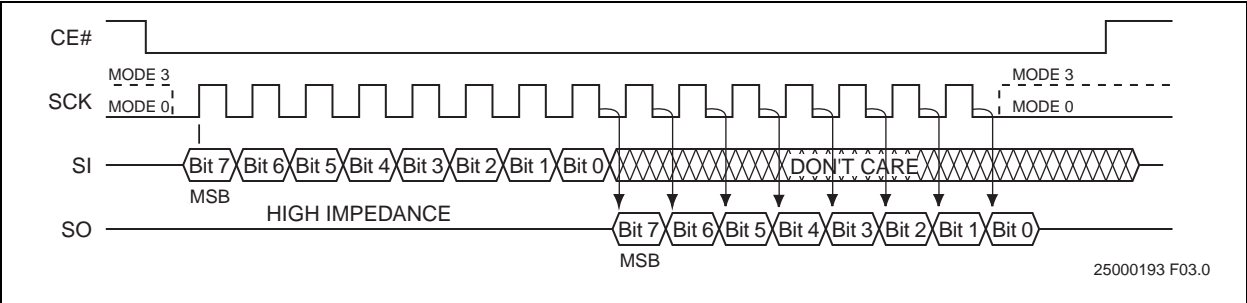 CE#
MODE 3
MODE 3
SCK
MODE 0
MODE 0
SI
Bit 7 Bit 6 Bit 5 Bit 4 Bit 3 Bit 2 Bit 1 Bit 0 DON'T CARE
MSB
HIGH IMPEDANCE
SO
Bit 7 Bit 6 Bit 5 Bit 4 Bit 3 Bit 2 Bit 1 Bit 0
MSB
25000193 F03.0